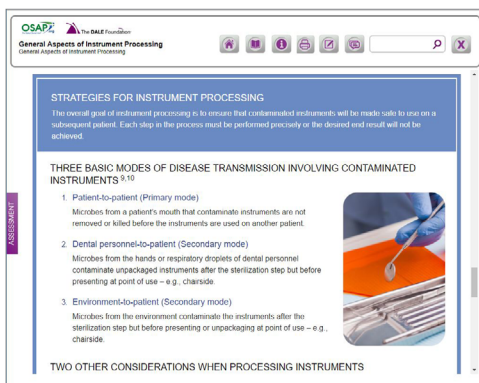 OSAP
The DALE Foundation
General Aspects of Instrument Processing
General Aspects of Instrument Processing
STRATEGIES FOR INSTRUMENT PROCESSING
The overall goal of instrument processing is to ensure that contaminated instruments will be made safe to use on a
subsequent patient. Each step in the process must be performed precisely or the desired end result will not be
achieved.
THREE BASIC MODES OF DISEASE TRANSMISSION INVOLVING CONTAMINATED
INSTRUMENTS 9,10
1. Patient-to-patient (Primary mode)
Microbes from a patient's mouth that contaminate instruments are not
removed or killed before the instruments are used on another patient.
2. Dental personnel-to-patient (Secondary mode)
Microbes from the hands or respiratory droplets of dental personnel
contaminate unpackaged instruments after the sterilization step but before
presenting at point of use – e.g., chairside.
3. Environment-to-patient (Secondary mode)
Microbes from the environment contaminate the instruments after the
sterilization step but before presenting or unpackaging at point of use – e.g.,
chairside.
TWO OTHER CONSIDERATIONS WHEN PROCESSING INSTRUMENTS
ASSESSMENT
X